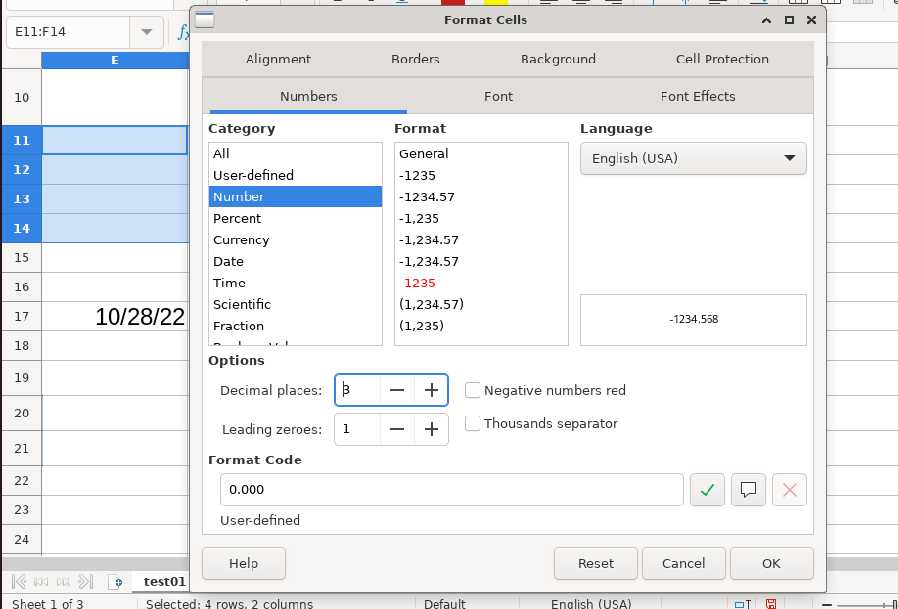 Format Cells
E11:F14
Alignment Borders Background Cell Protection
E
Numbers Font Font Effects
10
11
12
13
14
15
16
17
18
19
20
21
22
23
24
10/28/22
Category Format Language
All
User-defined
Number
Percent
Currency
Date
Time
Scientific
Fraction
General
-1235
-1234.57
-1,235
-1,234.57
-1,234.57
1235
(1,234.57)
(1,235)
English (USA)
-1234.568
Options
Decimal places: 3
Negative numbers red
Leading zeroes: 1
Thousands separator
Format Code
0.000
User-defined
Help Reset Cancel OK
test01
Sheet 1 of 3 Selected: 4 rows, 2 columns Default English (USA)